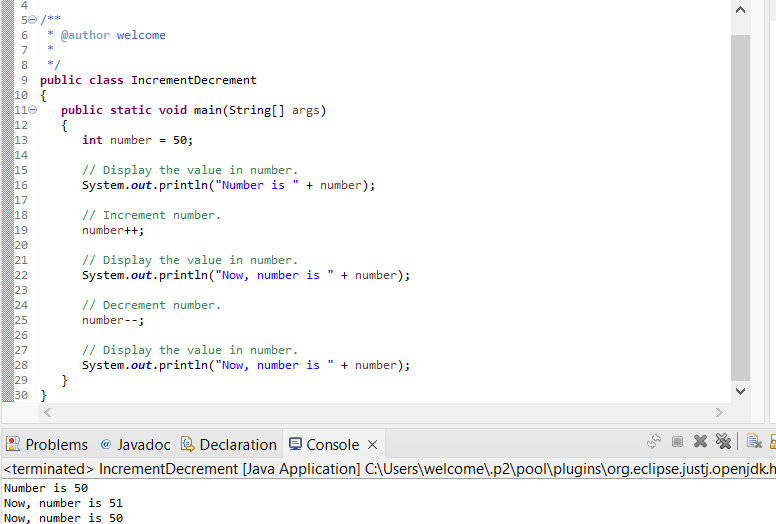 4
5 /**
6  * @author welcome
7  *
8  */
9 public class IncrementDecrement
10 {
11    public static void main(String[] args)
12    {
13       int number = 50;
14
15       // Display the value in number.
16       System.out.println("Number is " + number);
17
18       // Increment number.
19       number++;
20
21       // Display the value in number.
22       System.out.println("Now, number is " + number);
23
24       // Decrement number.
25       number--;
26
27       // Display the value in number.
28       System.out.println("Now, number is " + number);
29    }
30 }
Problems @ Javadoc Declaration Console
<terminated> IncrementDecrement [Java Application] C:\Users\welcome\.p2\pool\plugins\org.eclipse.justj.openjdk.h
Number is 50
Now, number is 51
Now, number is 50